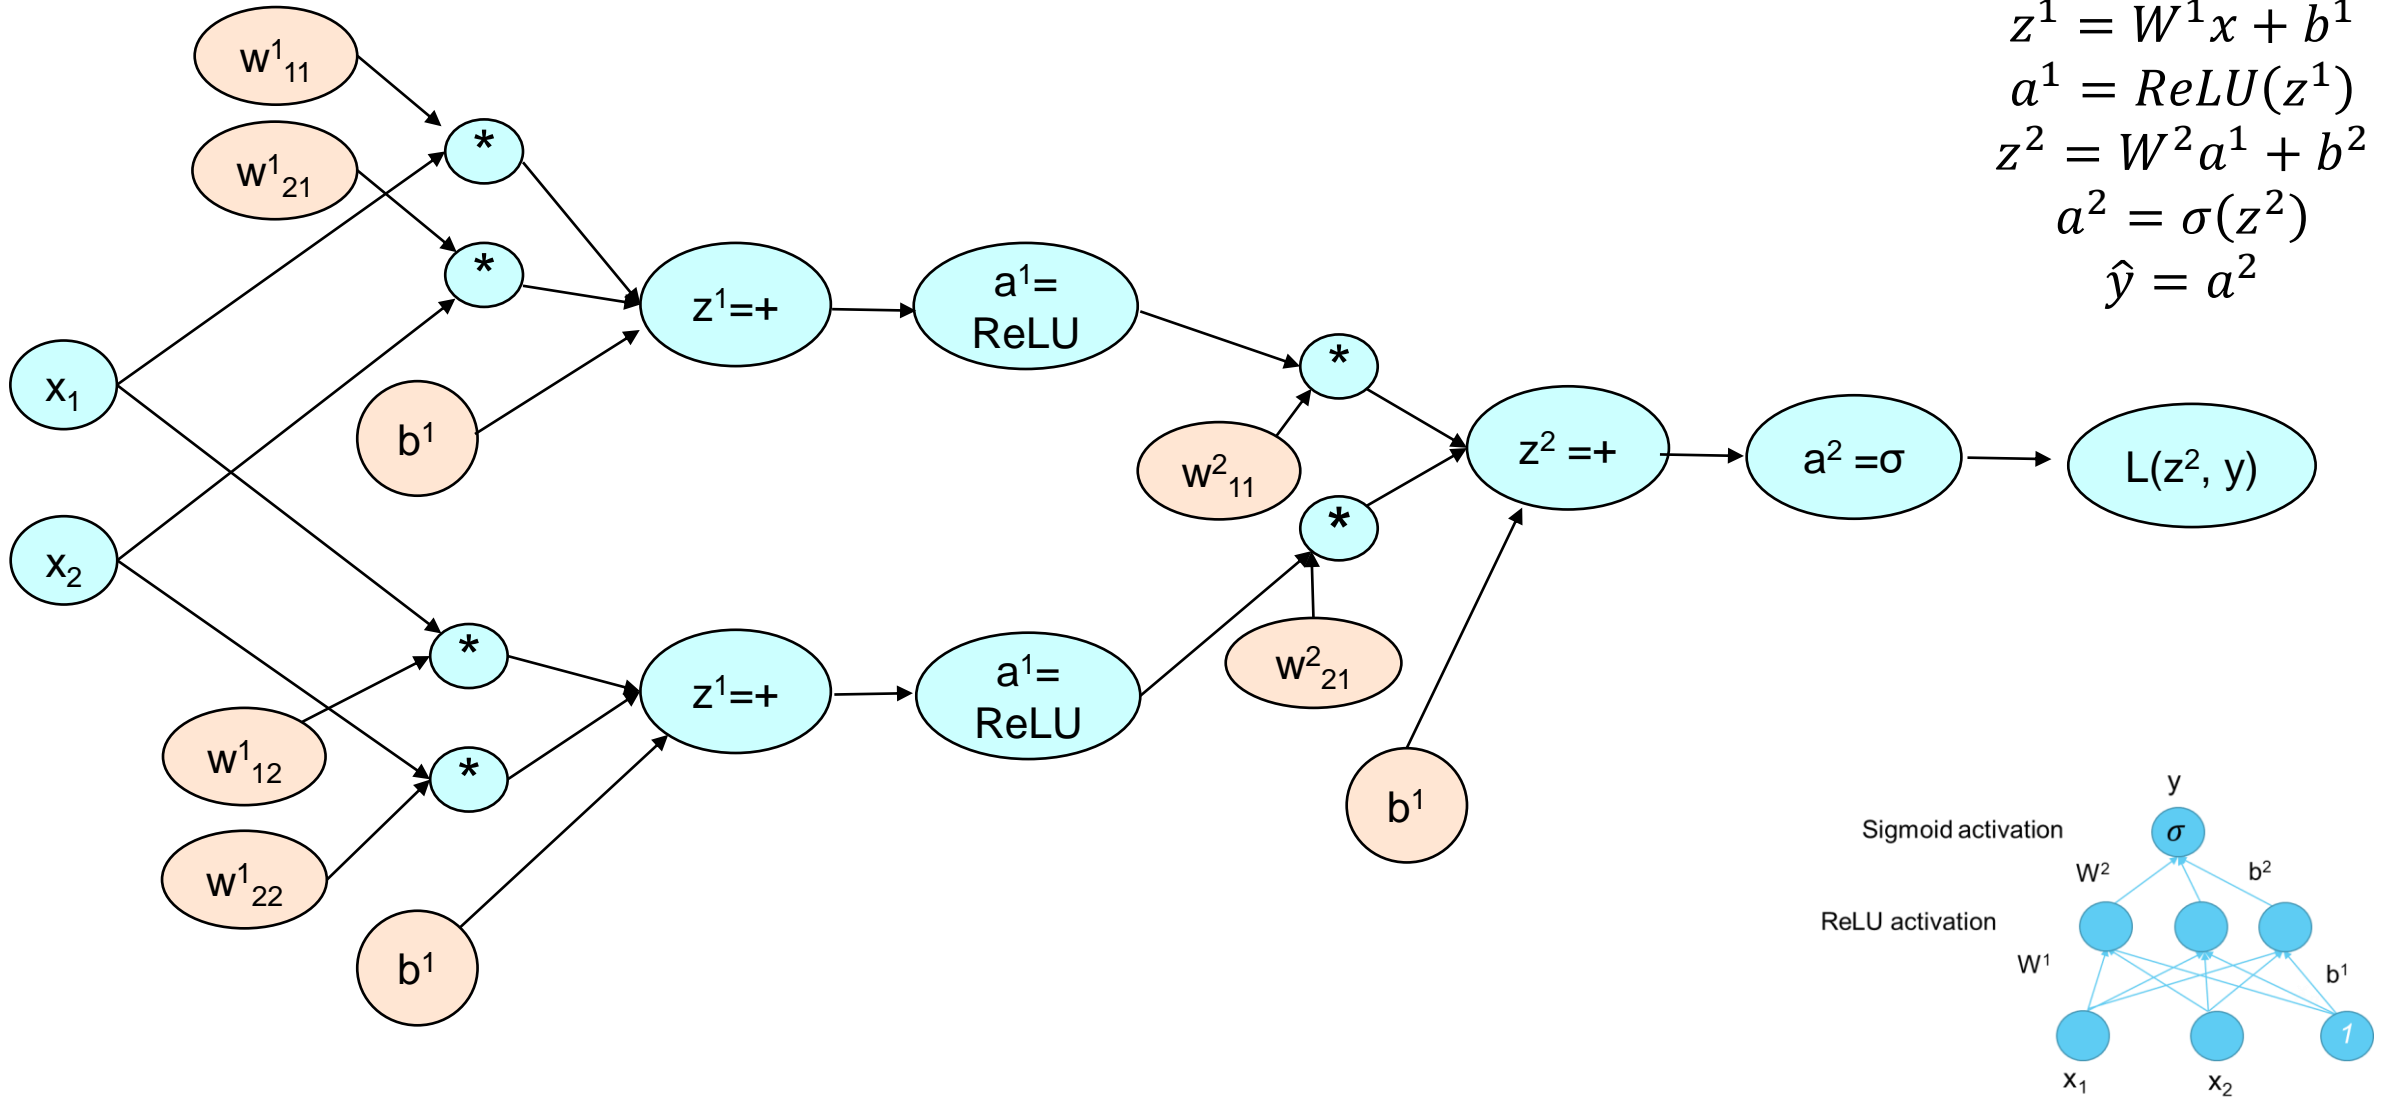 z¹ = W¹x + b¹
a¹ = ReLU(z¹)
z² = W²a¹ + b²
a² = σ(z²)
ŷ = a²
w¹₁₁
*
w¹₂₁
*
z¹=+
a¹=
ReLU
x₁
b¹
*
w²₁₁
z² =+
a² =σ
L(z², y)
*
x₂
*
w¹₁₂
*
w¹₂₂
z¹=+
a¹=
ReLU
w²₂₁
b¹
b¹
y
Sigmoid activation
σ
W²
b²
ReLU activation
W¹
b¹
1
x₁
x₂